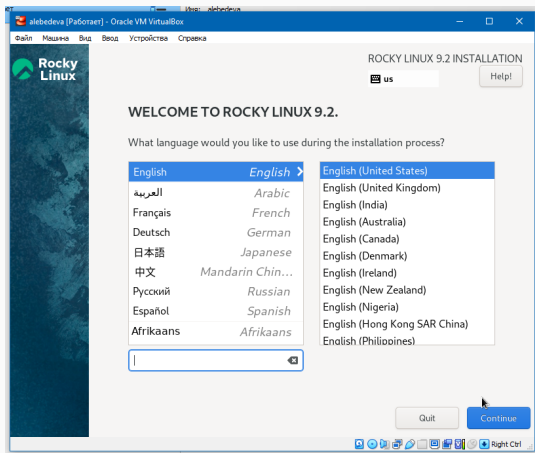 Имя: alebedeva
alebedeva [Работает] - Oracle VM VirtualBox
Файл Машина Вид Ввод Устройства Справка
Rocky
Linux
ROCKY LINUX 9.2 INSTALLATION
us
Help!
WELCOME TO ROCKY LINUX 9.2.
What language would you like to use during the installation process?
English English
العربية Arabic
Français French
Deutsch German
日本語 Japanese
中文 Mandarin Chin...
Русский Russian
Español Spanish
Afrikaans Afrikaans
English (United States)
English (United Kingdom)
English (India)
English (Australia)
English (Canada)
English (Denmark)
English (Ireland)
English (New Zealand)
English (Nigeria)
English (Hong Kong SAR China)
English (Philippines)
Quit
Continue
Right Ctrl